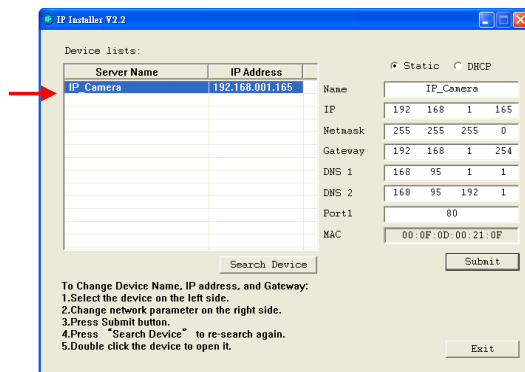 IP Installer V2.2
Device lists:
Server Name IP Address
IP_Camera 192.168.001.165
Static DHCP
Name IP_Camera
IP 192 168 1 165
Netmask 255 255 255 0
Gateway 192 168 1 254
DNS 1 168 95 1 1
DNS 2 168 95 192 1
Port1 80
MAC 00:0F:0D:00:21:0F
Search Device
Submit
To Change Device Name, IP address, and Gateway:
1.Select the device on the left side.
2.Change network parameter on the right side.
3.Press Submit button.
4.Press “Search Device” to re-search again.
5.Double click the device to open it.
Exit